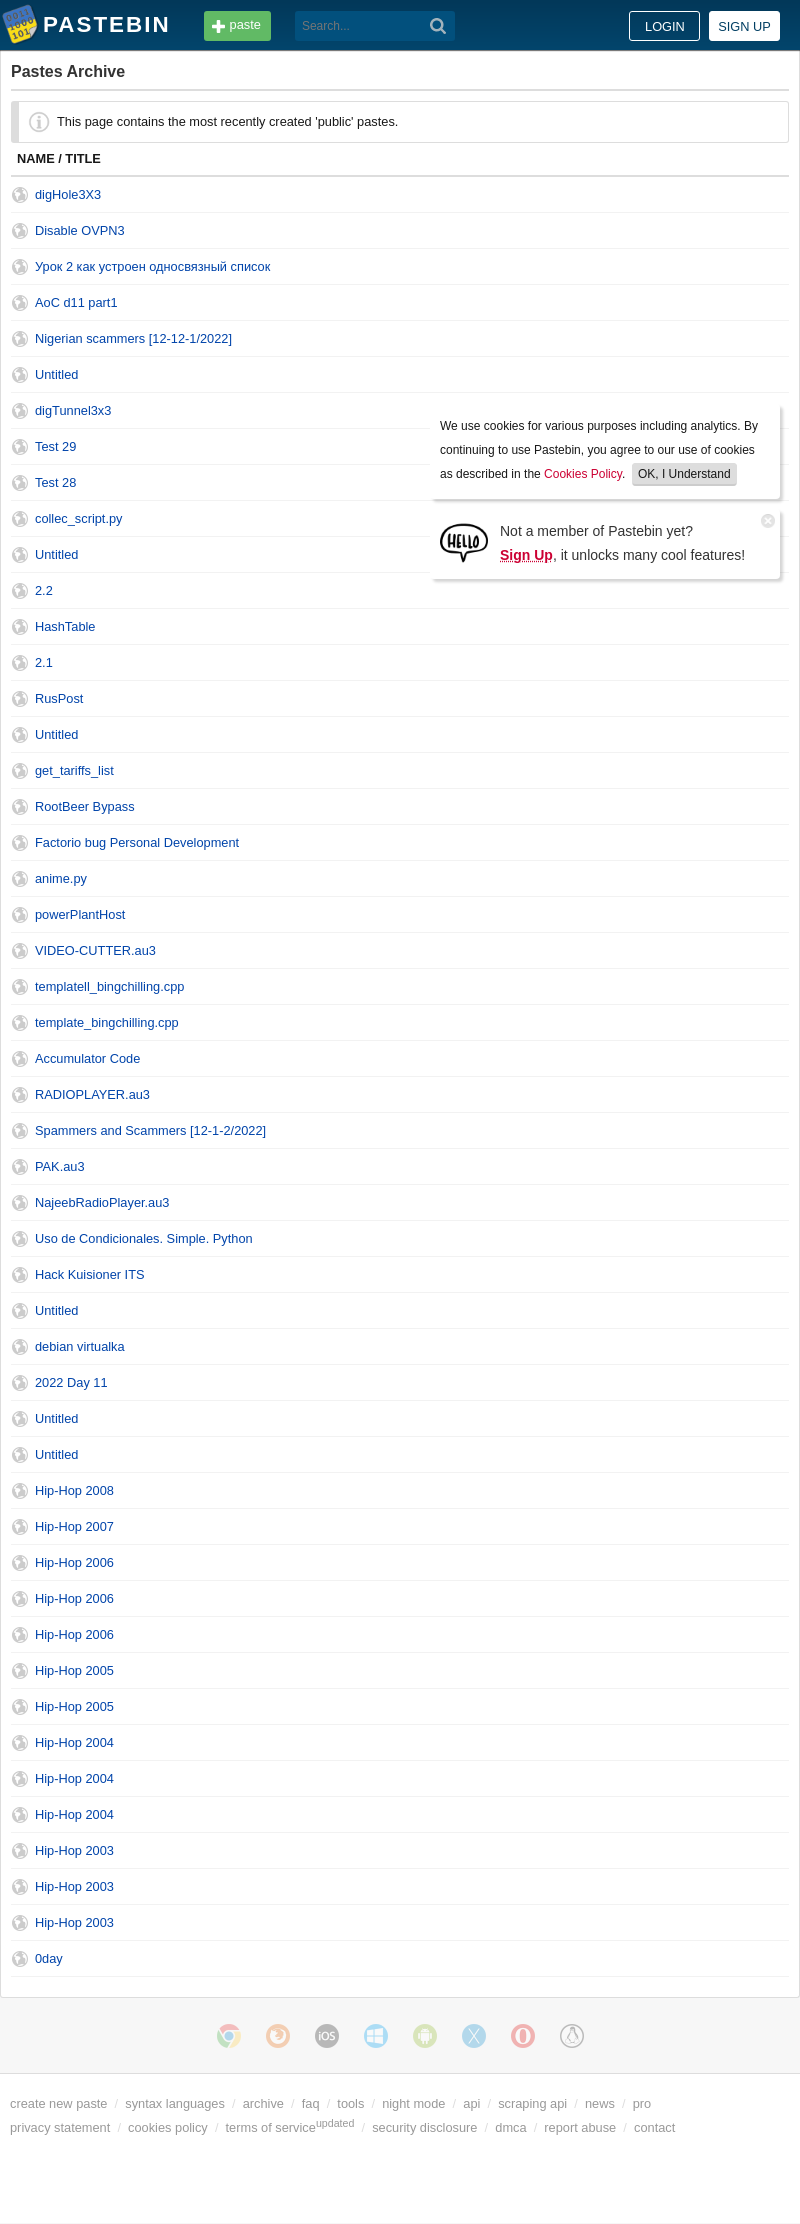 PASTEBIN
paste
Search...
LOGIN
SIGN UP
Pastes Archive
This page contains the most recently created 'public' pastes.
NAME / TITLE
digHole3X3
Disable OVPN3
Урок 2 как устроен односвязный список
AoC d11 part1
Nigerian scammers [12-12-1/2022]
Untitled
digTunnel3x3
Test 29
Test 28
collec_script.py
Untitled
We use cookies for various purposes including analytics. By
continuing to use Pastebin, you agree to our use of cookies
as described in the Cookies Policy. OK, I Understand
HELLO
Not a member of Pastebin yet?
Sign Up, it unlocks many cool features!
2.2
HashTable
2.1
RusPost
Untitled
get_tariffs_list
RootBeer Bypass
Factorio bug Personal Development
anime.py
powerPlantHost
VIDEO-CUTTER.au3
templatell_bingchilling.cpp
template_bingchilling.cpp
Accumulator Code
RADIOPLAYER.au3
Spammers and Scammers [12-1-2/2022]
PAK.au3
NajeebRadioPlayer.au3
Uso de Condicionales. Simple. Python
Hack Kuisioner ITS
Untitled
debian virtualka
2022 Day 11
Untitled
Untitled
Hip-Hop 2008
Hip-Hop 2007
Hip-Hop 2006
Hip-Hop 2006
Hip-Hop 2006
Hip-Hop 2005
Hip-Hop 2005
Hip-Hop 2004
Hip-Hop 2004
Hip-Hop 2004
Hip-Hop 2003
Hip-Hop 2003
Hip-Hop 2003
0day
iOS
create new paste / syntax languages / archive / faq / tools / night mode / api / scraping api / news / pro
privacy statement / cookies policy / terms of service updated / security disclosure / dmca / report abuse / contact